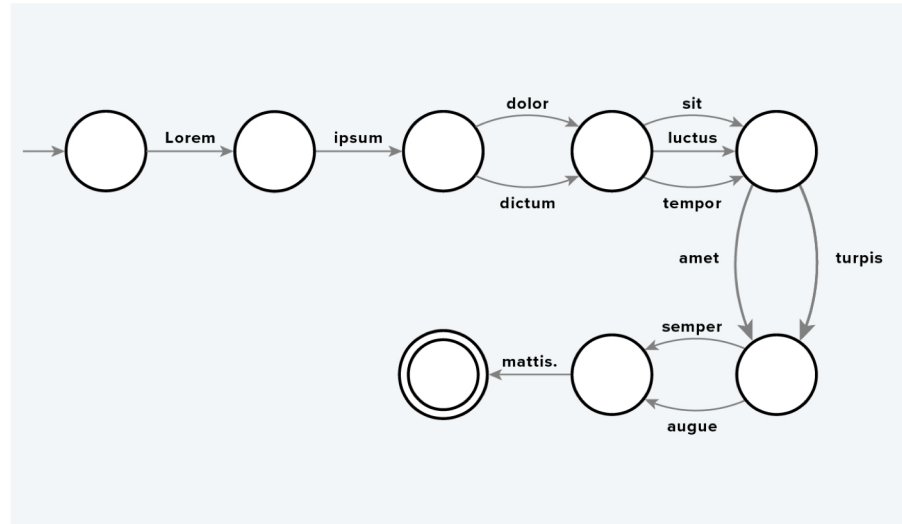 dolor
sit
Lorem
ipsum
luctus
dictum
tempor
amet
turpis
semper
mattis.
augue